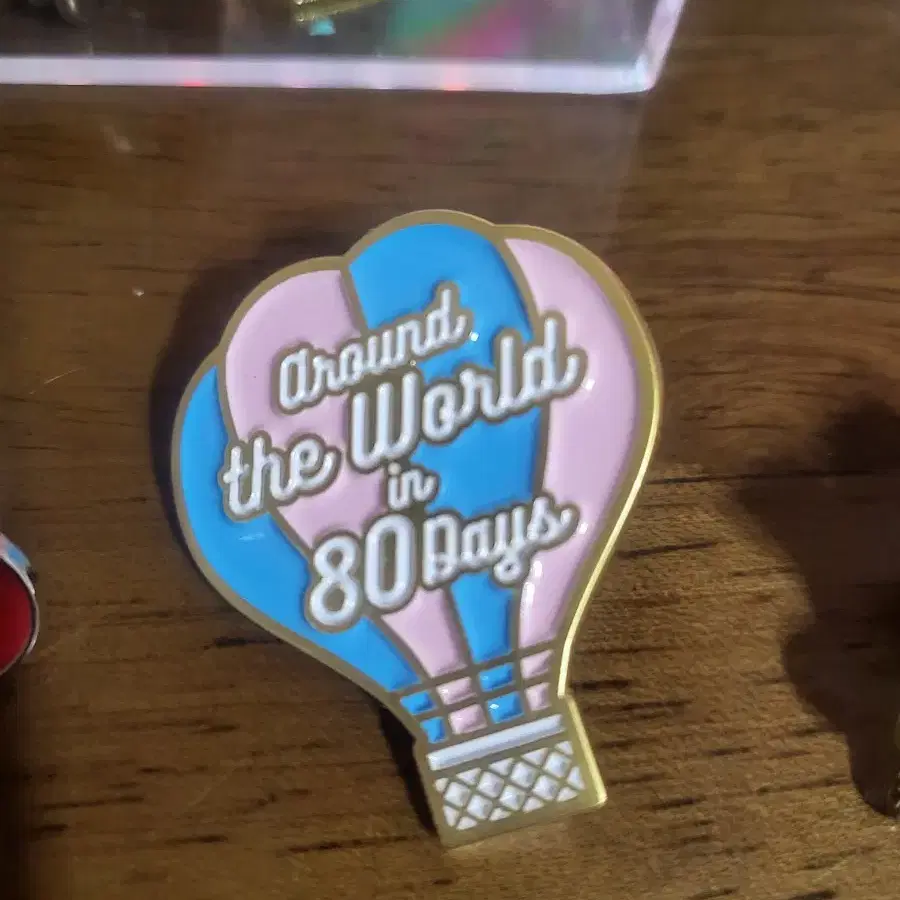 Around
the World
in
80 Days